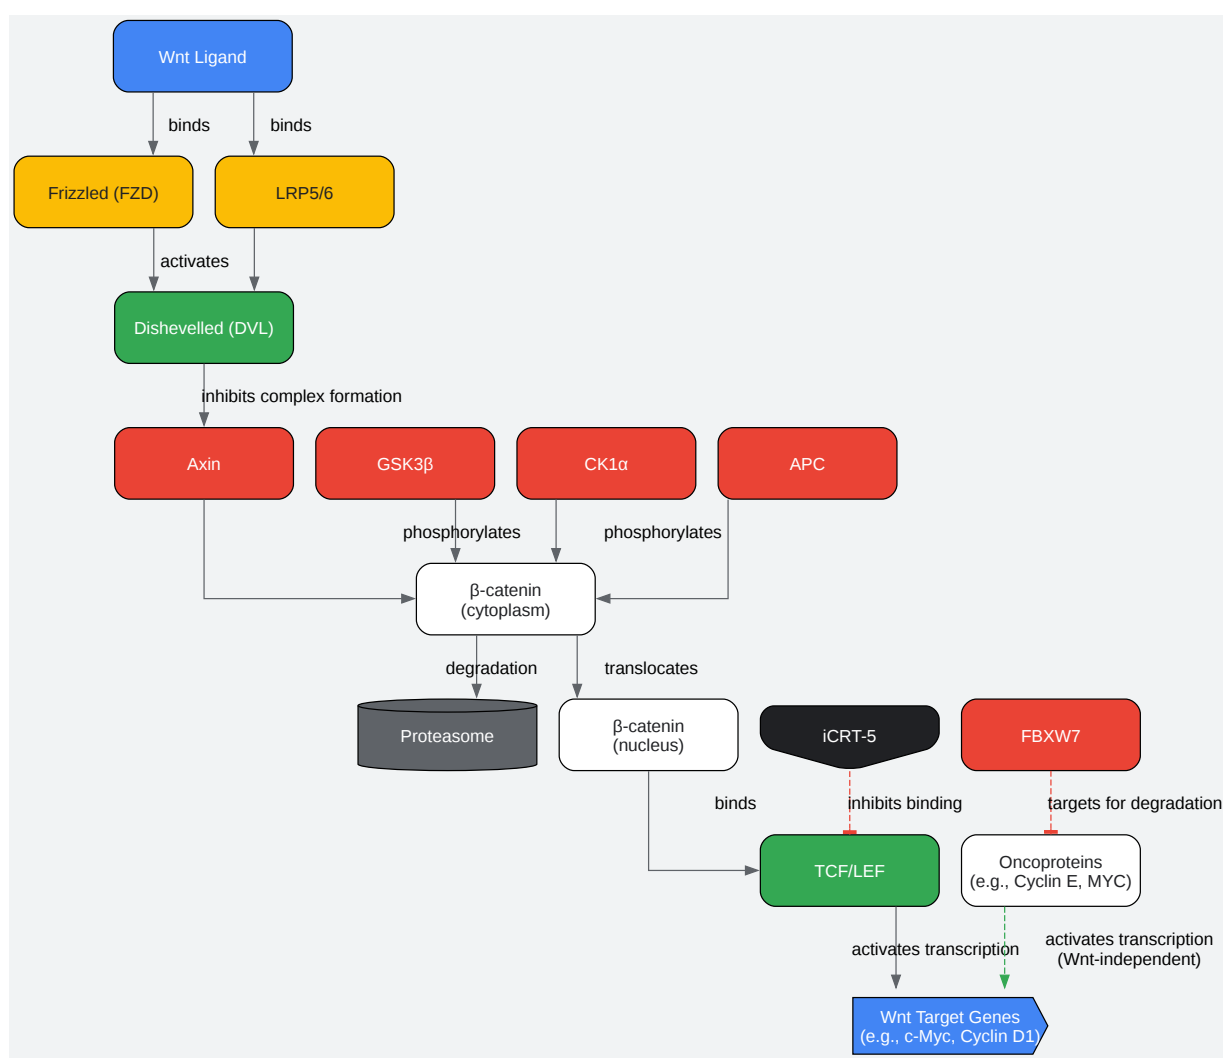 Wnt Ligand
binds
binds
Frizzled (FZD)
LRP5/6
activates
Dishevelled (DVL)
inhibits complex formation
Axin
GSK3β
CK1α
APC
phosphorylates
phosphorylates
β-catenin
(cytoplasm)
degradation
translocates
Proteasome
β-catenin
(nucleus)
iCRT-5
FBXW7
binds
inhibits binding
targets for degradation
TCF/LEF
Oncoproteins
(e.g., Cyclin E, MYC)
activates transcription
activates transcription
(Wnt-independent)
Wnt Target Genes
(e.g., c-Myc, Cyclin D1)